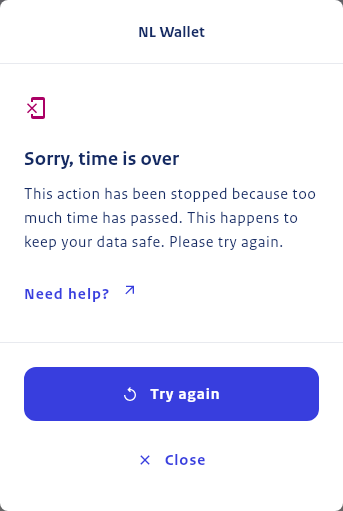 NL Wallet
Sorry, time is over
This action has been stopped because too
much time has passed. This happens to
keep your data safe. Please try again.
Need help?
Try again
Close